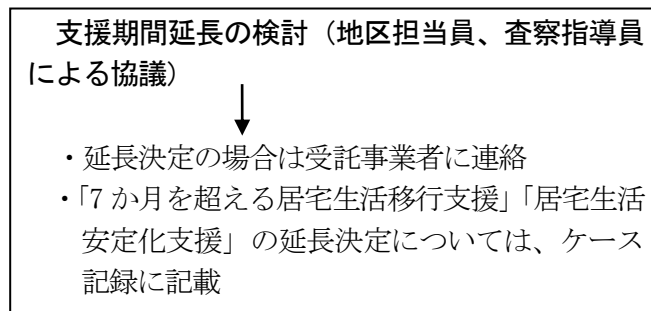 支援期間延長の検討（地区担当員、査察指導員
による協議）
・延長決定の場合は受託事業者に連絡
・「7か月を超える居宅生活移行支援」「居宅生活
安定化支援」の延長決定については、ケース
記録に記載